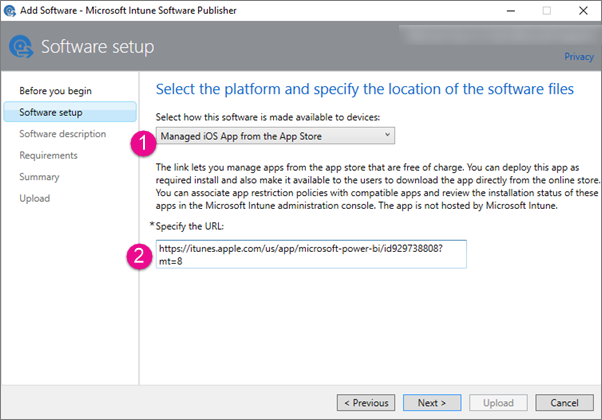 Add Software - Microsoft Intune Software Publisher
Software setup
Privacy
Before you begin
Software setup
Software description
Requirements
Summary
Upload
Select the platform and specify the location of the software files
Select how this software is made available to devices:
1
Managed iOS App from the App Store
The link lets you manage apps from the app store that are free of charge. You can deploy this app as
required install and also make it available to the users to download the app directly from the online store.
You can associate app restriction policies with compatible apps and review the installation status of these
apps in the Microsoft Intune administration console. The app is not hosted by Microsoft Intune.
*Specify the URL:
2
https://itunes.apple.com/us/app/microsoft-power-bi/id929738808?
mt=8
< Previous
Next >
Upload
Cancel